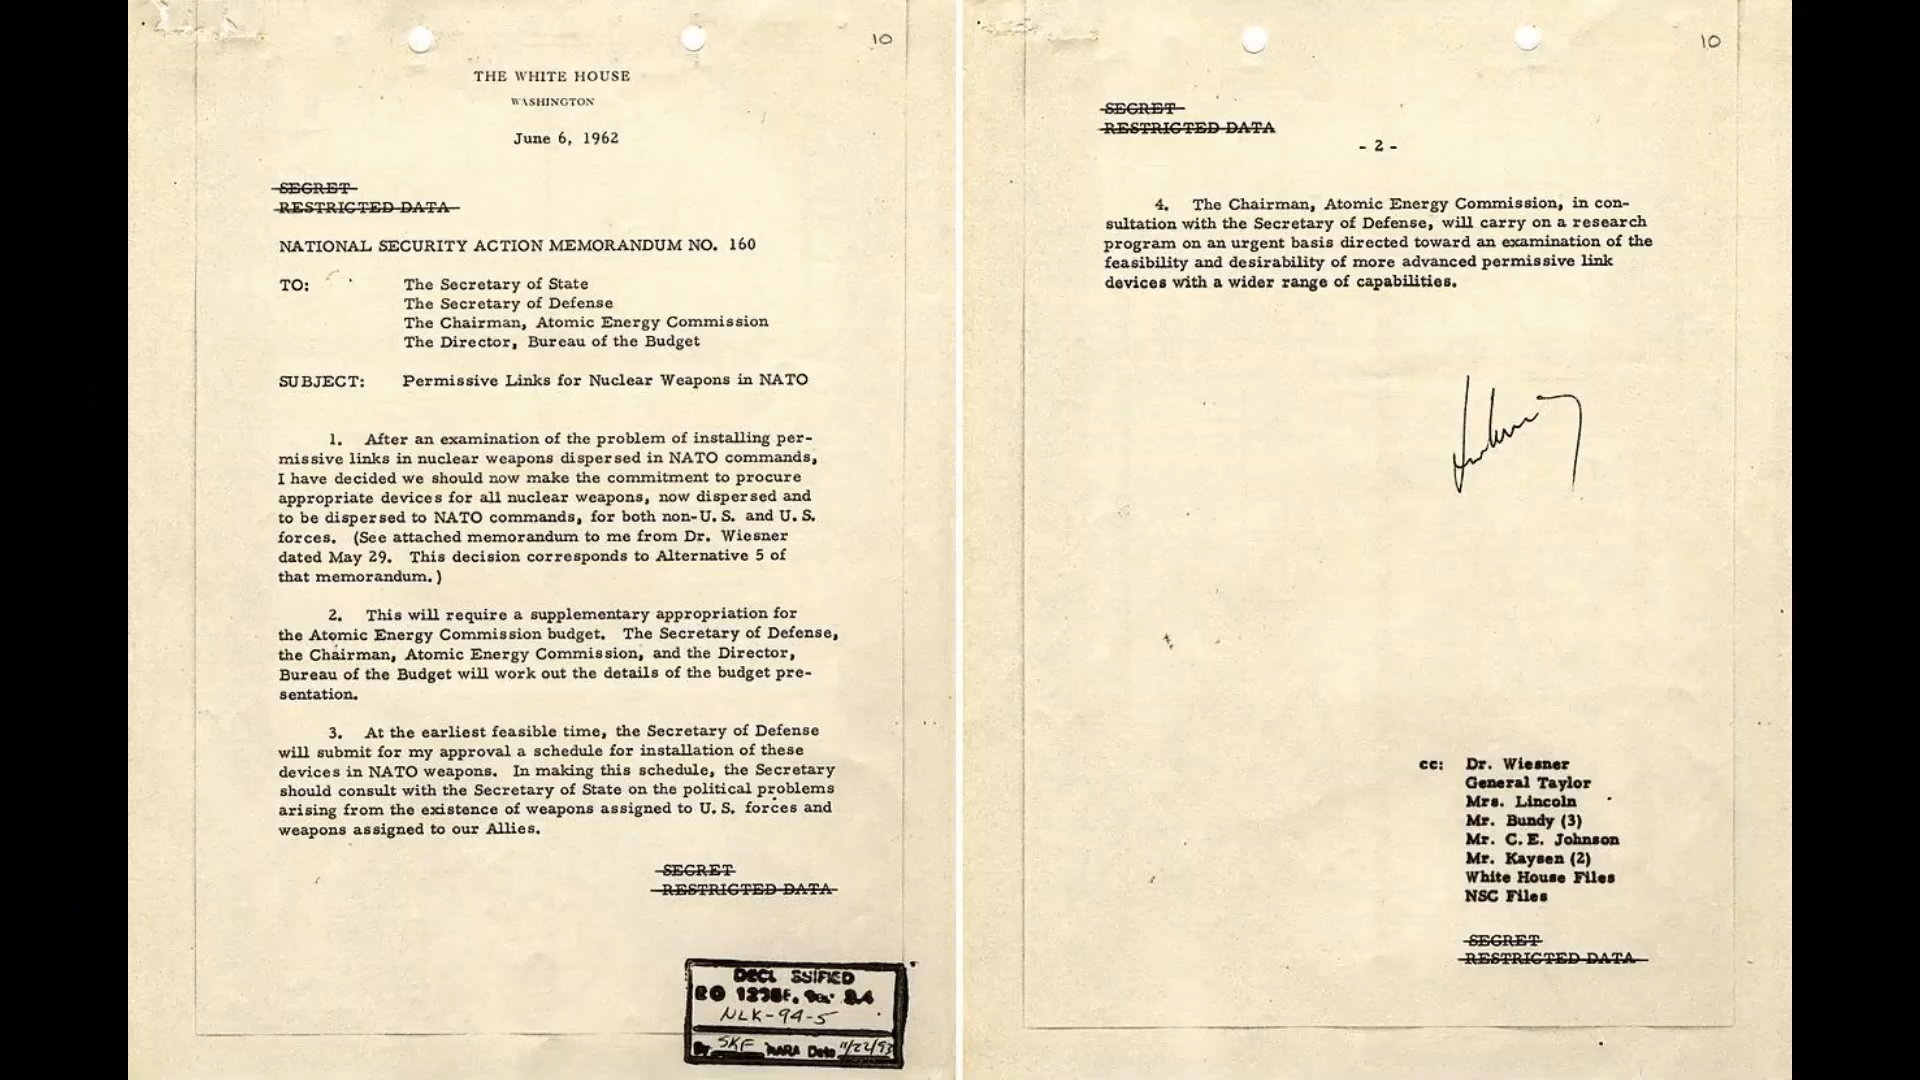 10
THE WHITE HOUSE
WASHINGTON
June 6, 1962
SECRET
RESTRICTED DATA
NATIONAL SECURITY ACTION MEMORANDUM NO. 160
TO: The Secretary of State
The Secretary of Defense
The Chairman, Atomic Energy Commission
The Director, Bureau of the Budget
SUBJECT: Permissive Links for Nuclear Weapons in NATO
1. After an examination of the problem of installing per-
missive links in nuclear weapons dispersed in NATO commands,
I have decided we should now make the commitment to procure
appropriate devices for all nuclear weapons, now dispersed and
to be dispersed to NATO commands, for both non-U.S. and U.S.
forces. (See attached memorandum to me from Dr. Wiesner
dated May 29. This decision corresponds to Alternative 5 of
that memorandum.)
2. This will require a supplementary appropriation for
the Atomic Energy Commission budget. The Secretary of Defense,
the Chairman, Atomic Energy Commission, and the Director,
Bureau of the Budget will work out the details of the budget pre-
sentation.
3. At the earliest feasible time, the Secretary of Defense
will submit for my approval a schedule for installation of these
devices in NATO weapons. In making this schedule, the Secretary
should consult with the Secretary of State on the political problems
arising from the existence of weapons assigned to U.S. forces and
weapons assigned to our Allies.
SECRET
RESTRICTED DATA
DECL SSIFIED
NLK-94-5
By SKF NARA Date 11/22/93
10
SECRET
RESTRICTED DATA
- 2 -
4. The Chairman, Atomic Energy Commission, in con-
sultation with the Secretary of Defense, will carry on a research
program on an urgent basis directed toward an examination of the
feasibility and desirability of more advanced permissive link
devices with a wider range of capabilities.
cc: Dr. Wiesner
General Taylor
Mrs. Lincoln
Mr. Bundy (3)
Mr. C.E. Johnson
Mr. Kaysen (2)
White House Files
NSC Files
SECRET
RESTRICTED DATA